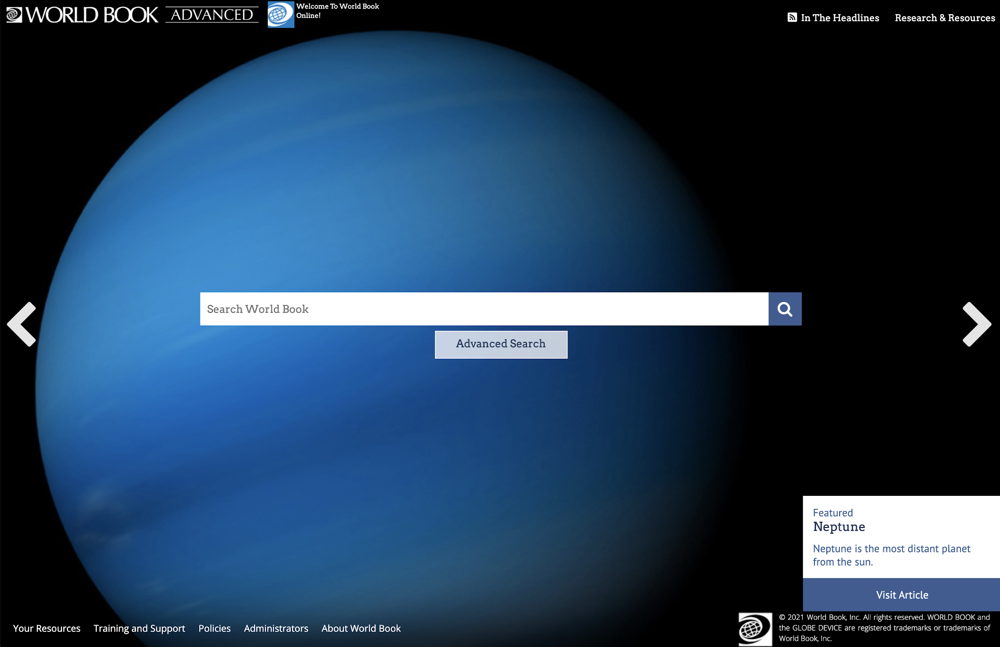 WORLD BOOK ADVANCED
Welcome To World Book
Online!
In The Headlines
Research & Resources
Search World Book
Advanced Search
Featured
Neptune
Neptune is the most distant planet
from the sun.
Visit Article
Your Resources
Training and Support
Policies
Administrators
About World Book
© 2021 World Book, Inc. All rights reserved. WORLD BOOK and
the GLOBE DEVICE are registered trademarks or trademarks of
World Book, Inc.